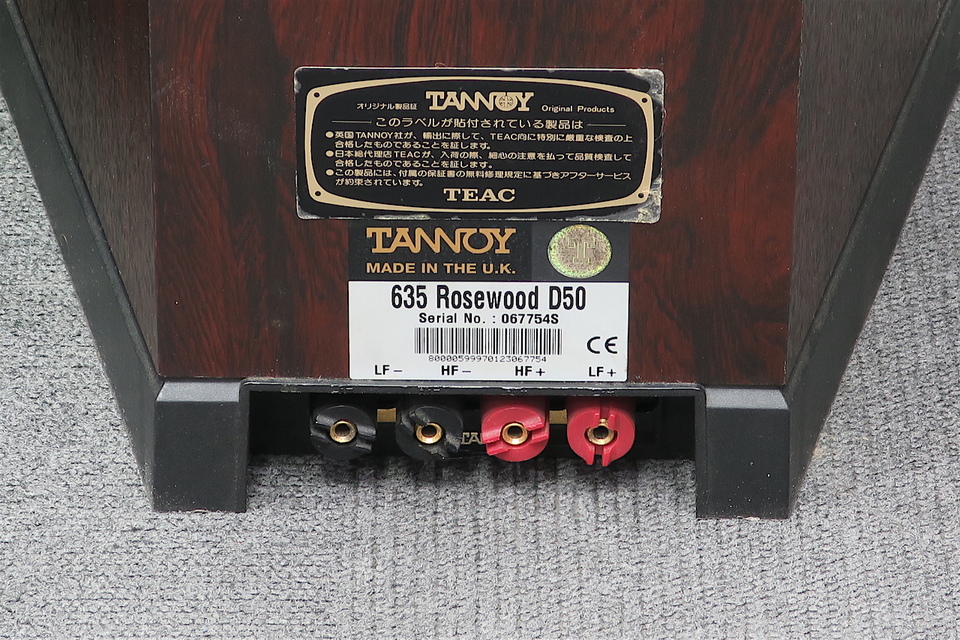 オリジナル製品証 TANNOY Original Products
このラベルが貼付されている製品は
●英国TANNOY社が、輸出に際して、TEAC向に特別に厳重な検査の上
合格したものであることを証します。
●日本総代理店TEACが、入荷の際、細心の注意を払って品質検査して
合格したものであることを証します。
●この製品には、付属の保証書の無料修理規定に基づきアフターサービス
が約束されています。
TEAC
TANNOY
MADE IN THE U.K.
635 Rosewood D50
Serial No. : 067754S
80000599970123067754
CE
LF- HF- HF+ LF+